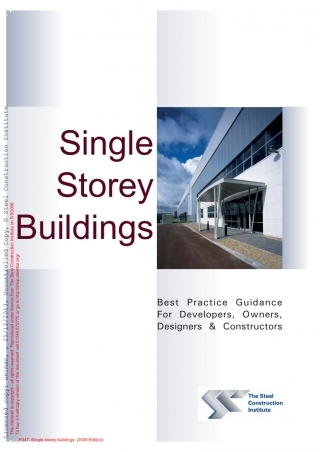 Single
Storey
Buildings
Best Practice Guidance
For Developers, Owners,
Designers & Constructors
The Steel
Construction
Institute
P347: Single storey buildings (2006 Edition)